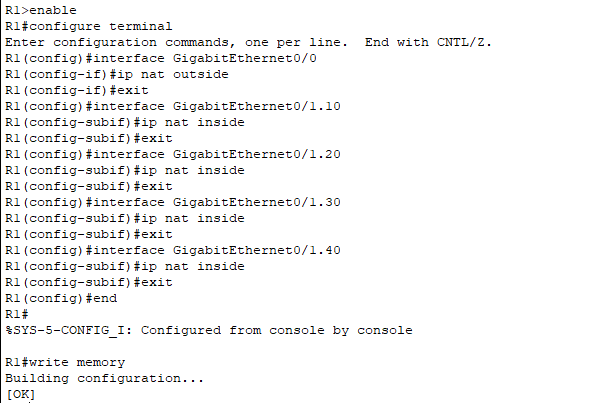 R1>enable
R1#configure terminal
Enter configuration commands, one per line.  End with CNTL/Z.
R1(config)#interface GigabitEthernet0/0
R1(config-if)#ip nat outside
R1(config-if)#exit
R1(config)#interface GigabitEthernet0/1.10
R1(config-subif)#ip nat inside
R1(config-subif)#exit
R1(config)#interface GigabitEthernet0/1.20
R1(config-subif)#ip nat inside
R1(config-subif)#exit
R1(config)#interface GigabitEthernet0/1.30
R1(config-subif)#ip nat inside
R1(config-subif)#exit
R1(config)#interface GigabitEthernet0/1.40
R1(config-subif)#ip nat inside
R1(config-subif)#exit
R1(config)#end
R1#
%SYS-5-CONFIG_I: Configured from console by console
R1#write memory
Building configuration...
[OK]